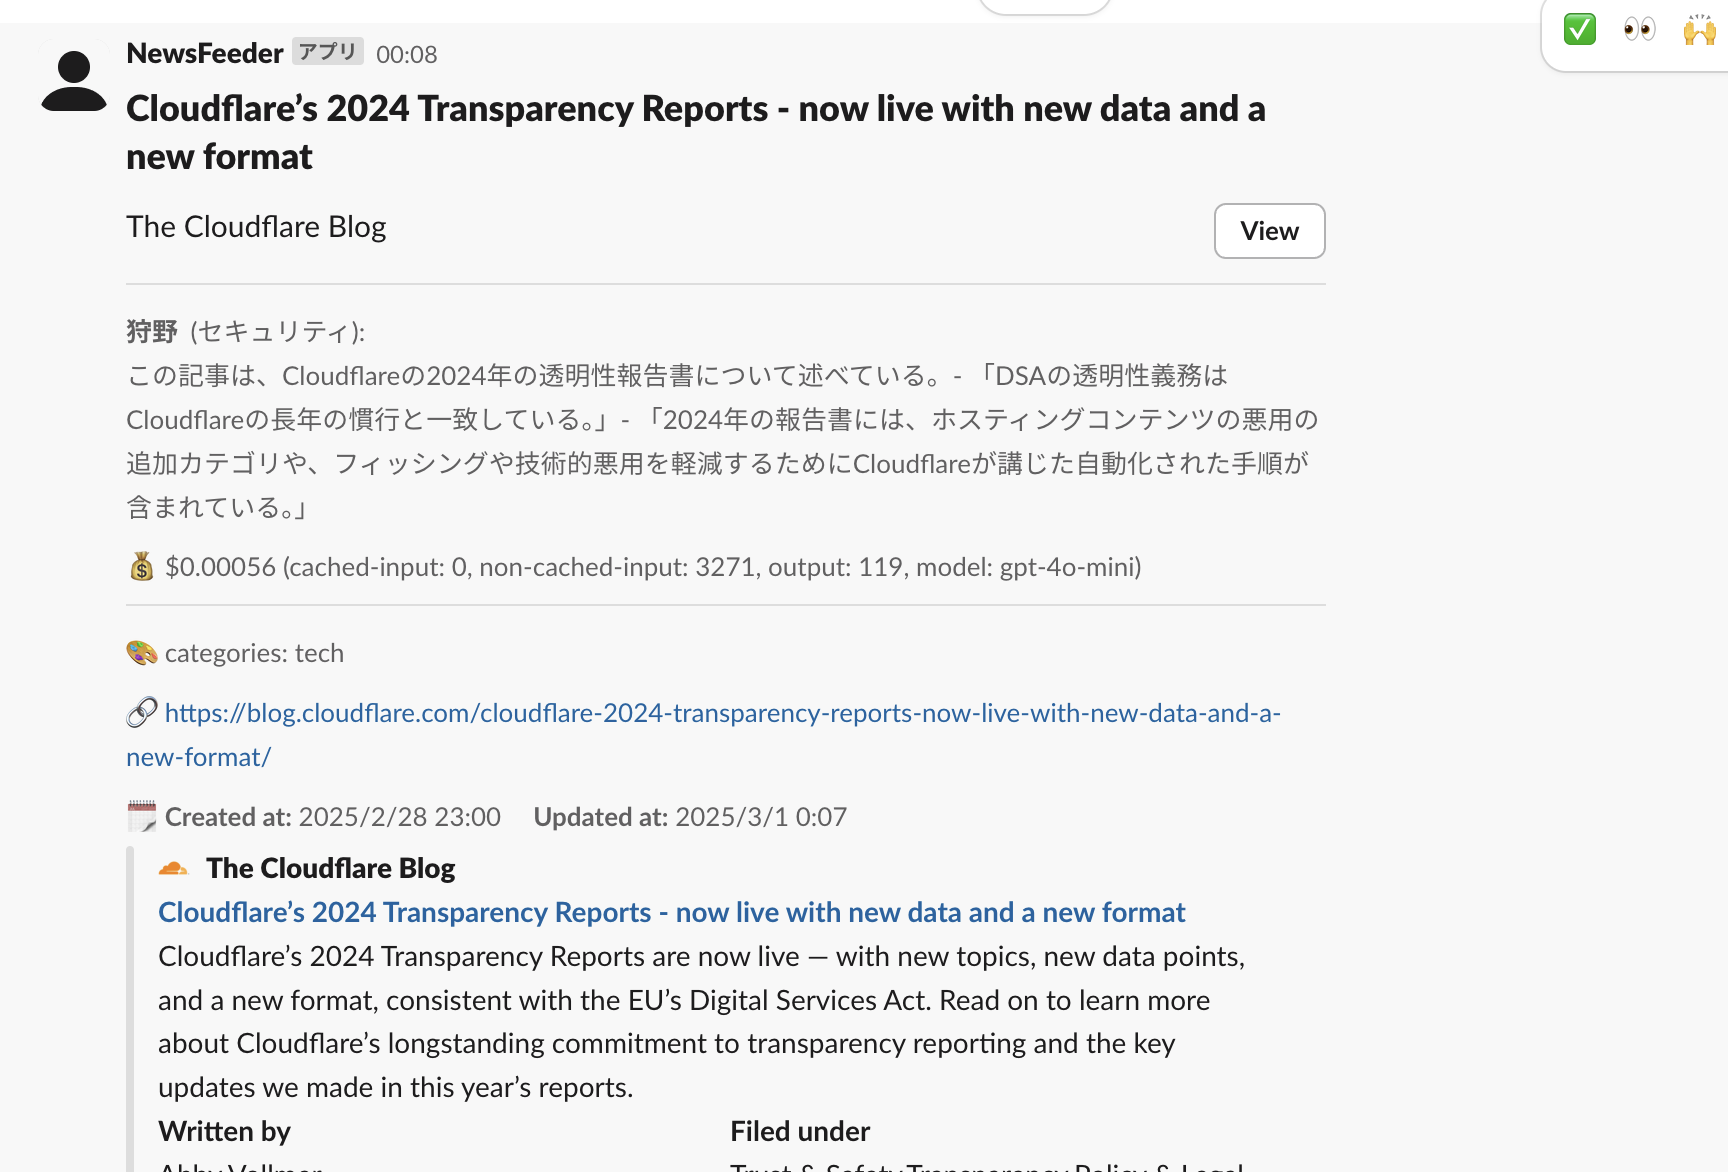 NewsFeeder アプリ 00:08
Cloudflare’s 2024 Transparency Reports - now live with new data and a
new format
The Cloudflare Blog
View
狩野 (セキュリティ):
この記事は、Cloudflareの2024年の透明性報告書について述べている。- 「DSAの透明性義務は
Cloudflareの長年の慣行と一致している。」- 「2024年の報告書には、ホスティングコンテンツの悪用の
追加カテゴリや、フィッシングや技術的悪用を軽減するためにCloudflareが講じた自動化された手順が
含まれている。」
$0.00056 (cached-input: 0, non-cached-input: 3271, output: 119, model: gpt-4o-mini)
categories: tech
https://blog.cloudflare.com/cloudflare-2024-transparency-reports-now-live-with-new-data-and-a-
new-format/
Created at: 2025/2/28 23:00 Updated at: 2025/3/1 0:07
The Cloudflare Blog
Cloudflare’s 2024 Transparency Reports - now live with new data and a new format
Cloudflare’s 2024 Transparency Reports are now live — with new topics, new data points,
and a new format, consistent with the EU’s Digital Services Act. Read on to learn more
about Cloudflare’s longstanding commitment to transparency reporting and the key
updates we made in this year’s reports.
Written by Filed under
Abby Vollmer Trust & Safety,Transparency,Policy & Legal